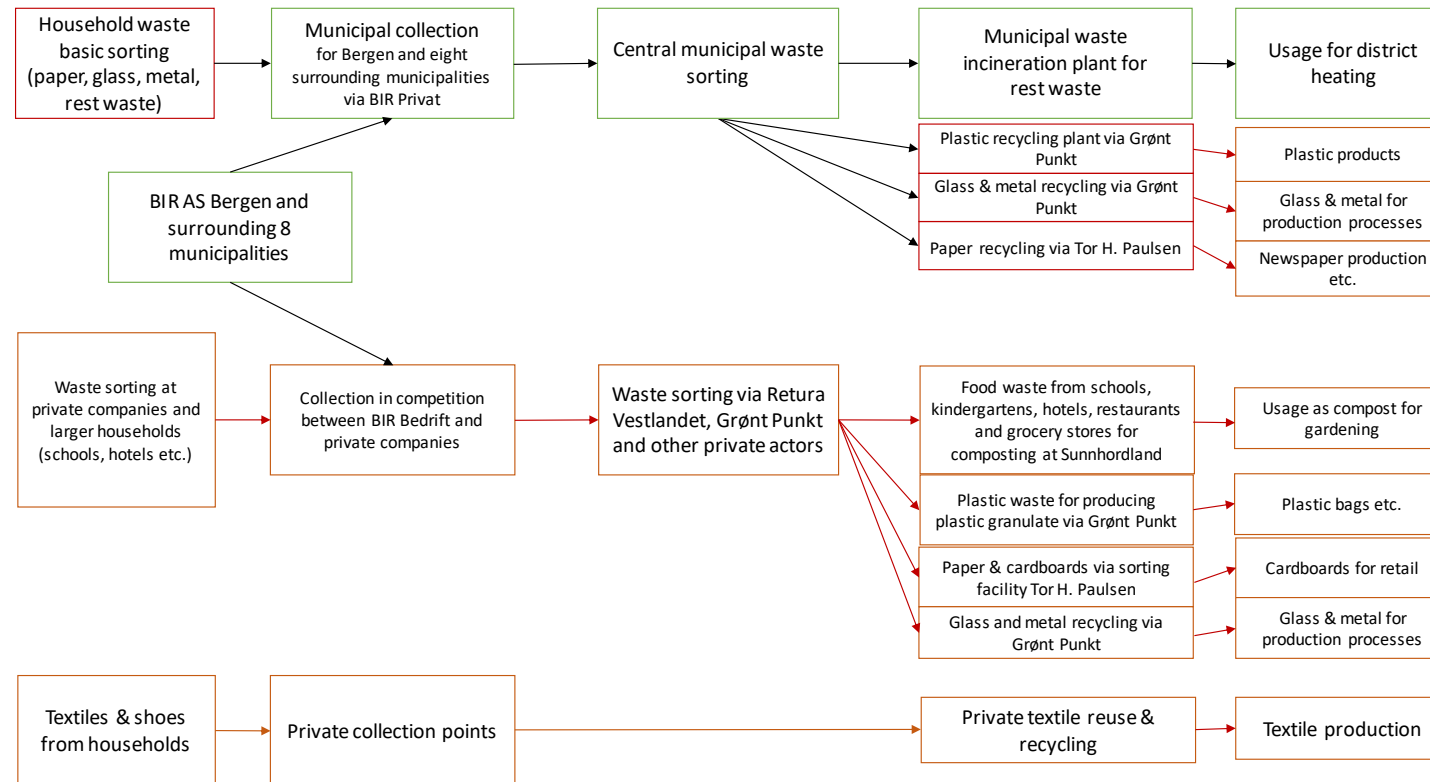 Household waste
basic sorting
(paper, glass, metal,
rest waste)
Municipal collection
for Bergen and eight
surrounding municipalities
via BIR Privat
Central municipal waste
sorting
Municipal waste
incineration plant for
rest waste
Usage for district
heating
Plastic recycling plant via Grønt
Punkt
Plastic products
Glass & metal recycling via Grønt
Punkt
Glass & metal for
production processes
Paper recycling via Tor H. Paulsen
Newspaper production
etc.
BIR AS Bergen and
surrounding 8
municipalities
Waste sorting at
private companies and
larger households
(schools, hotels etc.)
Collection in competition
between BIR Bedrift and
private companies
Waste sorting via Retura
Vestlandet, Grønt Punkt
and other private actors
Food waste from schools,
kindergartens, hotels, restaurants
and grocery stores for
composting at Sunnhordland
Usage as compost for
gardening
Plastic waste for producing
plastic granulate via Grønt Punkt
Plastic bags etc.
Paper & cardboards via sorting
facility Tor H. Paulsen
Cardboards for retail
Glass and metal recycling via
Grønt Punkt
Glass & metal for
production processes
Textiles & shoes
from households
Private collection points
Private textile reuse &
recycling
Textile production